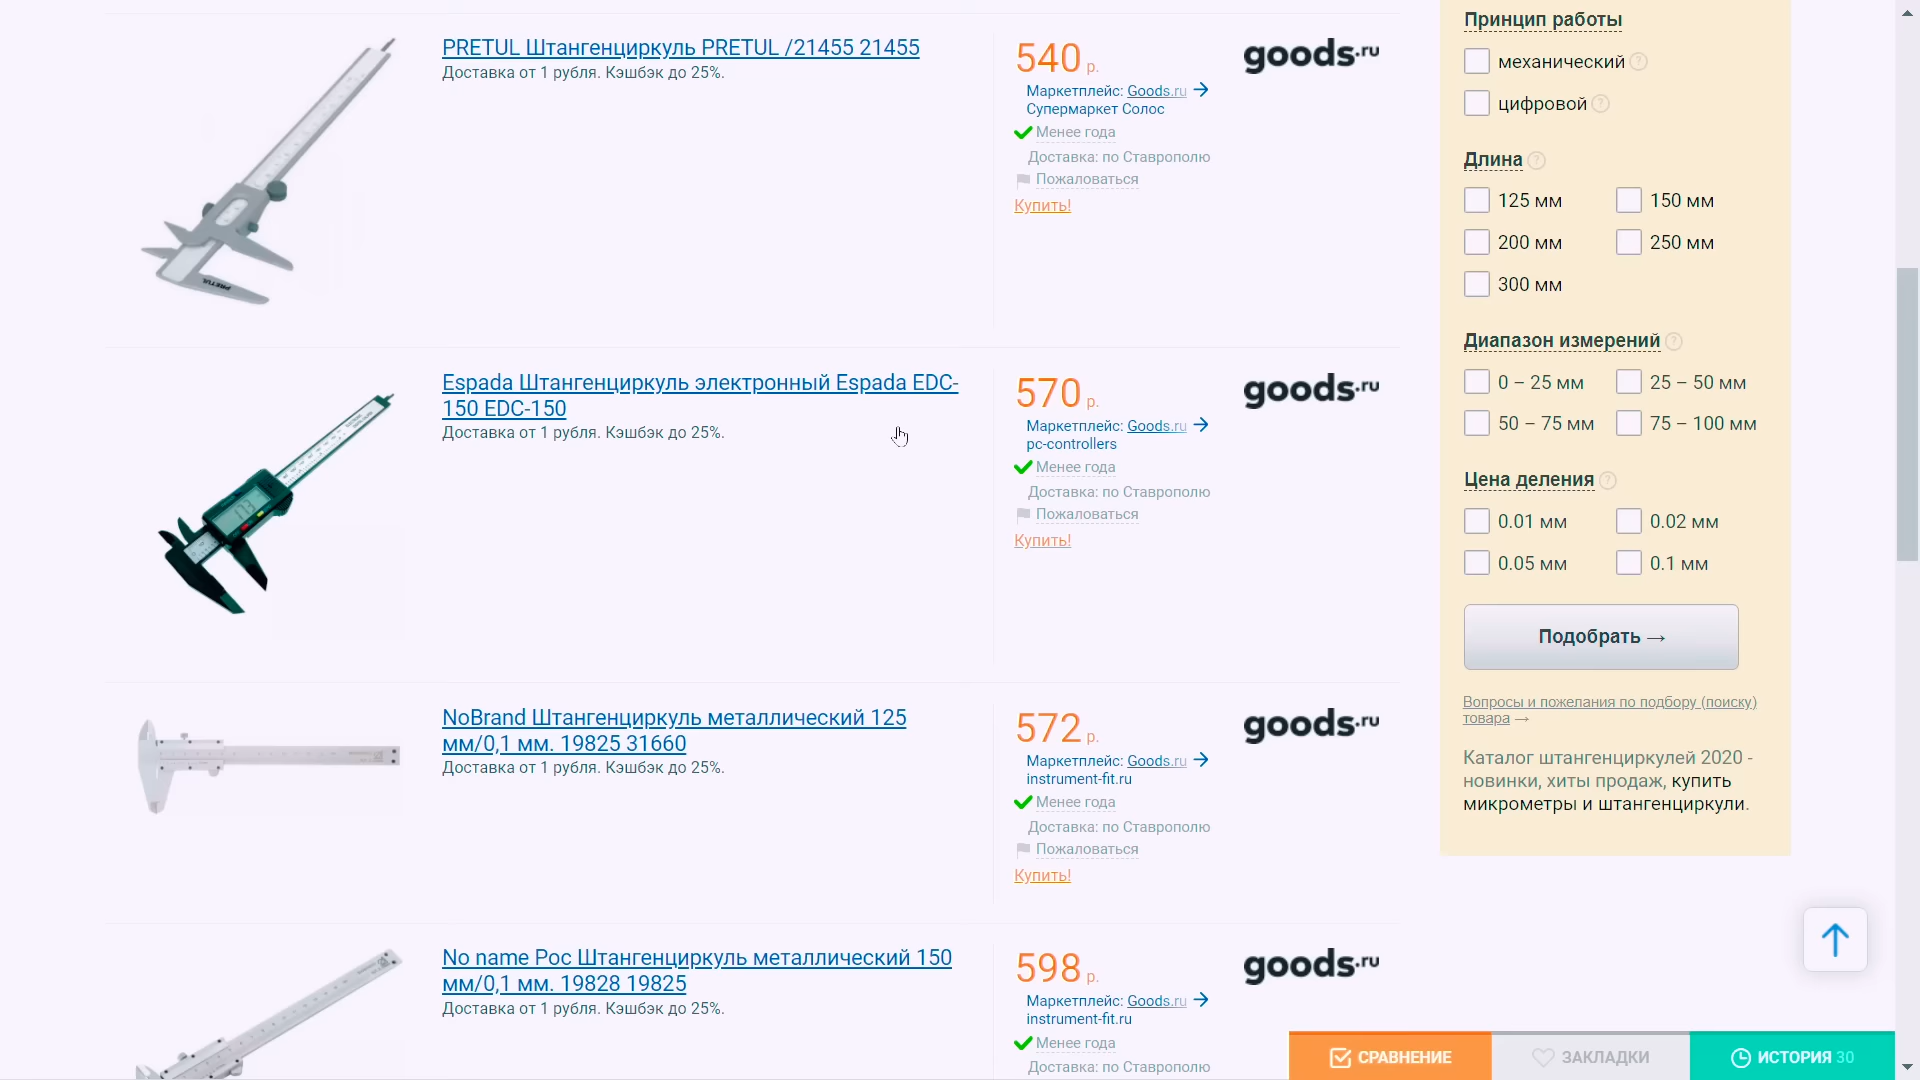 PRETUL Штангенциркуль PRETUL /21455 21455
Доставка от 1 рубля. Кэшбэк до 25%.
540 р.
Маркетплейс: Goods.ru →
Супермаркет Солос
Менее года
Доставка: по Ставрополю
Пожаловаться
Купить!
goods.ru
PRETUL
Espada Штангенциркуль электронный Espada EDC-
150 EDC-150
Доставка от 1 рубля. Кэшбэк до 25%.
570 р.
Маркетплейс: Goods.ru →
pc-controllers
Менее года
Доставка: по Ставрополю
Пожаловаться
Купить!
goods.ru
NoBrand Штангенциркуль металлический 125
мм/0,1 мм. 19825 31660
Доставка от 1 рубля. Кэшбэк до 25%.
572 р.
Маркетплейс: Goods.ru →
instrument-fit.ru
Менее года
Доставка: по Ставрополю
Пожаловаться
Купить!
goods.ru
No name Рос Штангенциркуль металлический 150
мм/0,1 мм. 19828 19825
Доставка от 1 рубля. Кэшбэк до 25%.
598 р.
Маркетплейс: Goods.ru →
instrument-fit.ru
Менее года
Доставка: по Ставрополю
goods.ru
Принцип работы
механический ?
цифровой ?
Длина ?
125 мм 150 мм
200 мм 250 мм
300 мм
Диапазон измерений ?
0 – 25 мм 25 – 50 мм
50 – 75 мм 75 – 100 мм
Цена деления ?
0.01 мм 0.02 мм
0.05 мм 0.1 мм
Подобрать →
Вопросы и пожелания по подбору (поиску)
товара →
Каталог штангенциркулей 2020 -
новинки, хиты продаж, купить
микрометры и штангенциркули.
СРАВНЕНИЕ ЗАКЛАДКИ ИСТОРИЯ 30